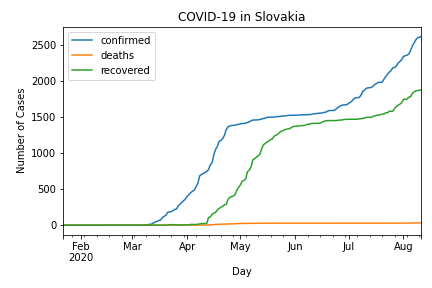 COVID-19 in Slovakia
confirmed
deaths
recovered
Number of Cases
2500
2000
1500
1000
500
0
Feb
2020
Mar
Apr
May
Jun
Jul
Aug
Day